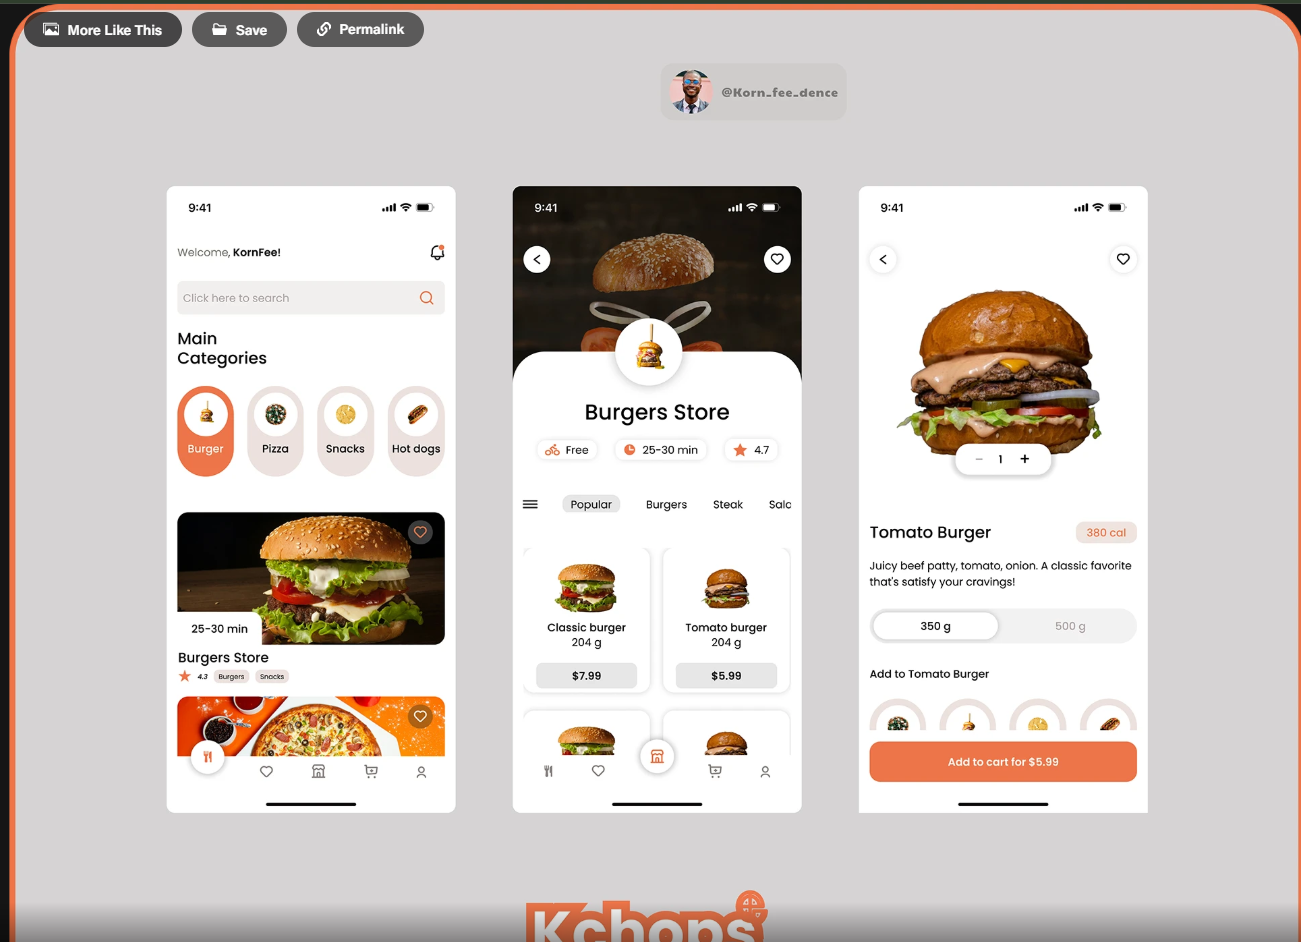 More Like This
Save
Permalink
@Korn_fee_dence
9:41
Welcome, KornFee!
Click here to search
Main
Categories
Burger
Pizza
Snacks
Hot dogs
25-30 min
Burgers Store
4.3 Burgers Snacks
9:41
Burgers Store
Free
25-30 min
4.7
Popular
Burgers
Steak
Salc
Classic burger
204 g
$7.99
Tomato burger
204 g
$5.99
9:41
− 1 +
Tomato Burger
380 cal
Juicy beef patty, tomato, onion. A classic favorite
that's satisfy your cravings!
350 g
500 g
Add to Tomato Burger
Add to cart for $5.99
Kchops